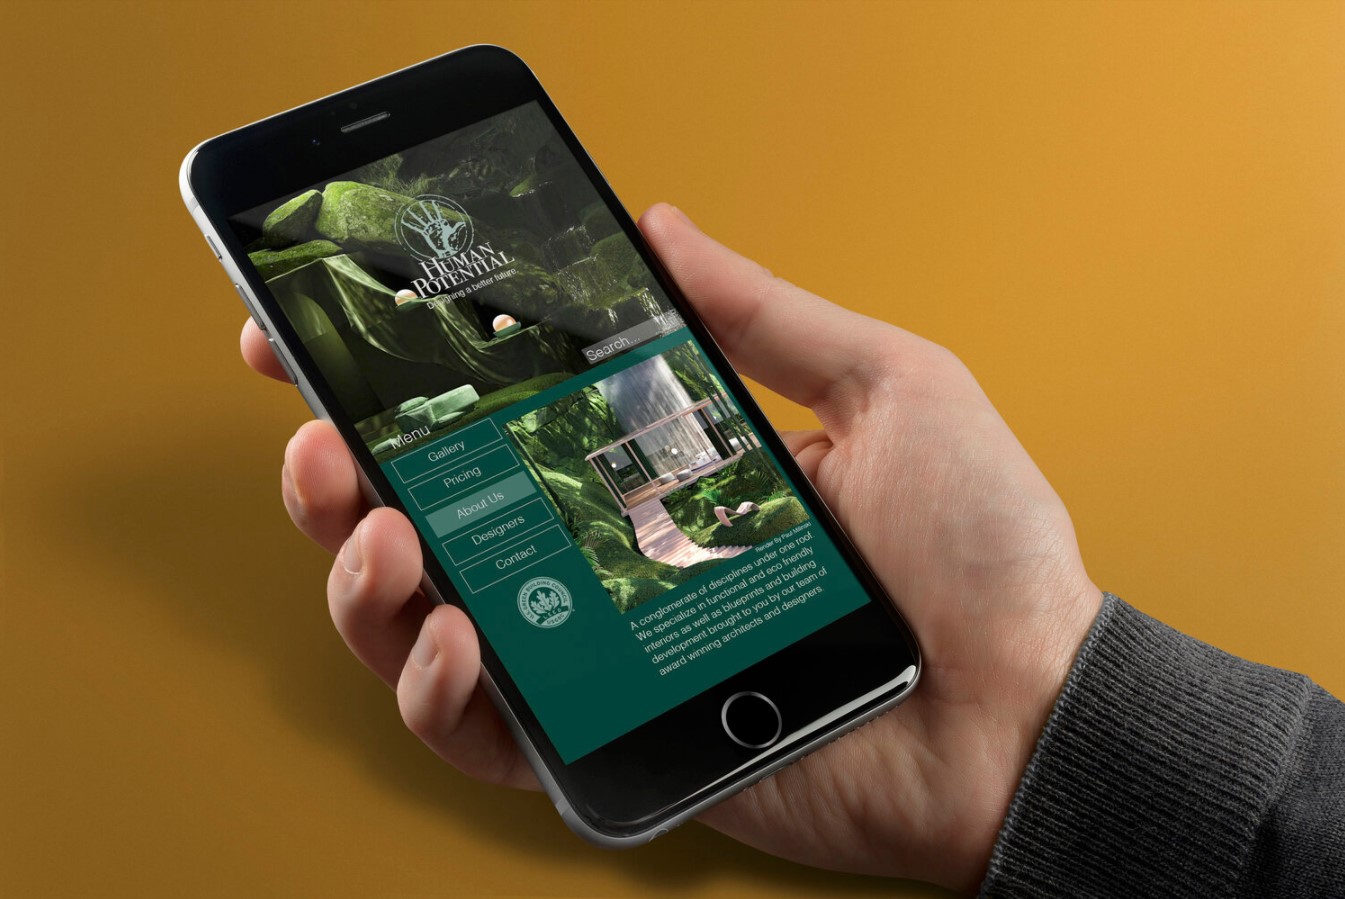 HUMAN
POTENTIAL
Designing a better future
Search...
Menu
Gallery
Pricing
About Us
Designers
Contact
Render By Paul Milinski
A conglomerate of disciplines under one roof.
We specialize in functional and eco friendly
interiors as well as blueprints and building
development brought to you by our team of
award winning architects and designers.